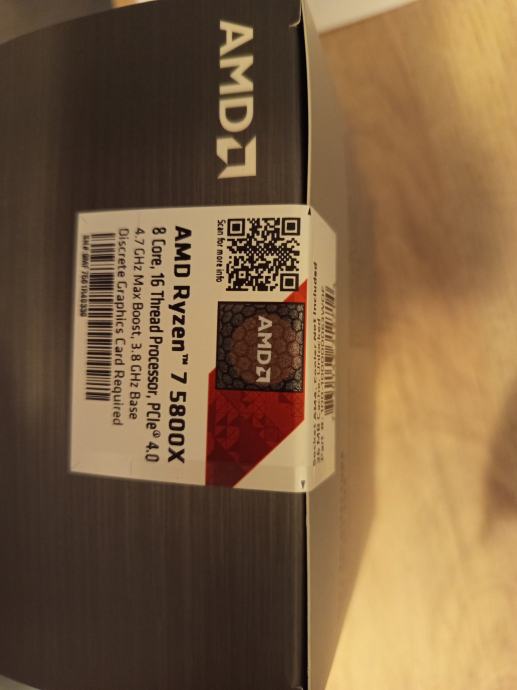 AMD
Scan for more info
AMD
AMD Ryzen™ 7 5800X
8 Core, 16 Thread Processor, PCIe® 4.0
4.7 GHz Max Boost, 3.8 GHz Base
Discrete Graphics Card Required